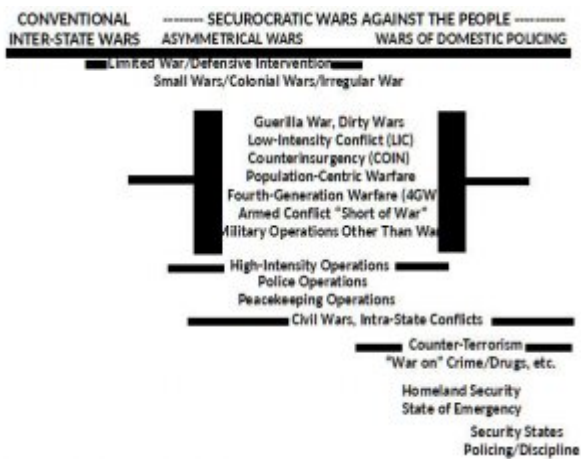 CONVENTIONAL -------- SECUROCRATIC WARS AGAINST THE PEOPLE ----------
INTER-STATE WARS ASYMMETRICAL WARS WARS OF DOMESTIC POLICING
Limited War/Defensive Intervention
Small Wars/Colonial Wars/Irregular War
Guerilla War, Dirty Wars
Low-Intensity Conflict (LIC)
Counterinsurgency (COIN)
Population-Centric Warfare
Fourth-Generation Warfare (4GW
Armed Conflict "Short of War"
Military Operations Other Than War
High-Intensity Operations
Police Operations
Peacekeeping Operations
Civil Wars, Intra-State Conflicts
Counter-Terrorism
"War on" Crime/Drugs, etc.
Homeland Security
State of Emergency
Security States
Policing/Discipline